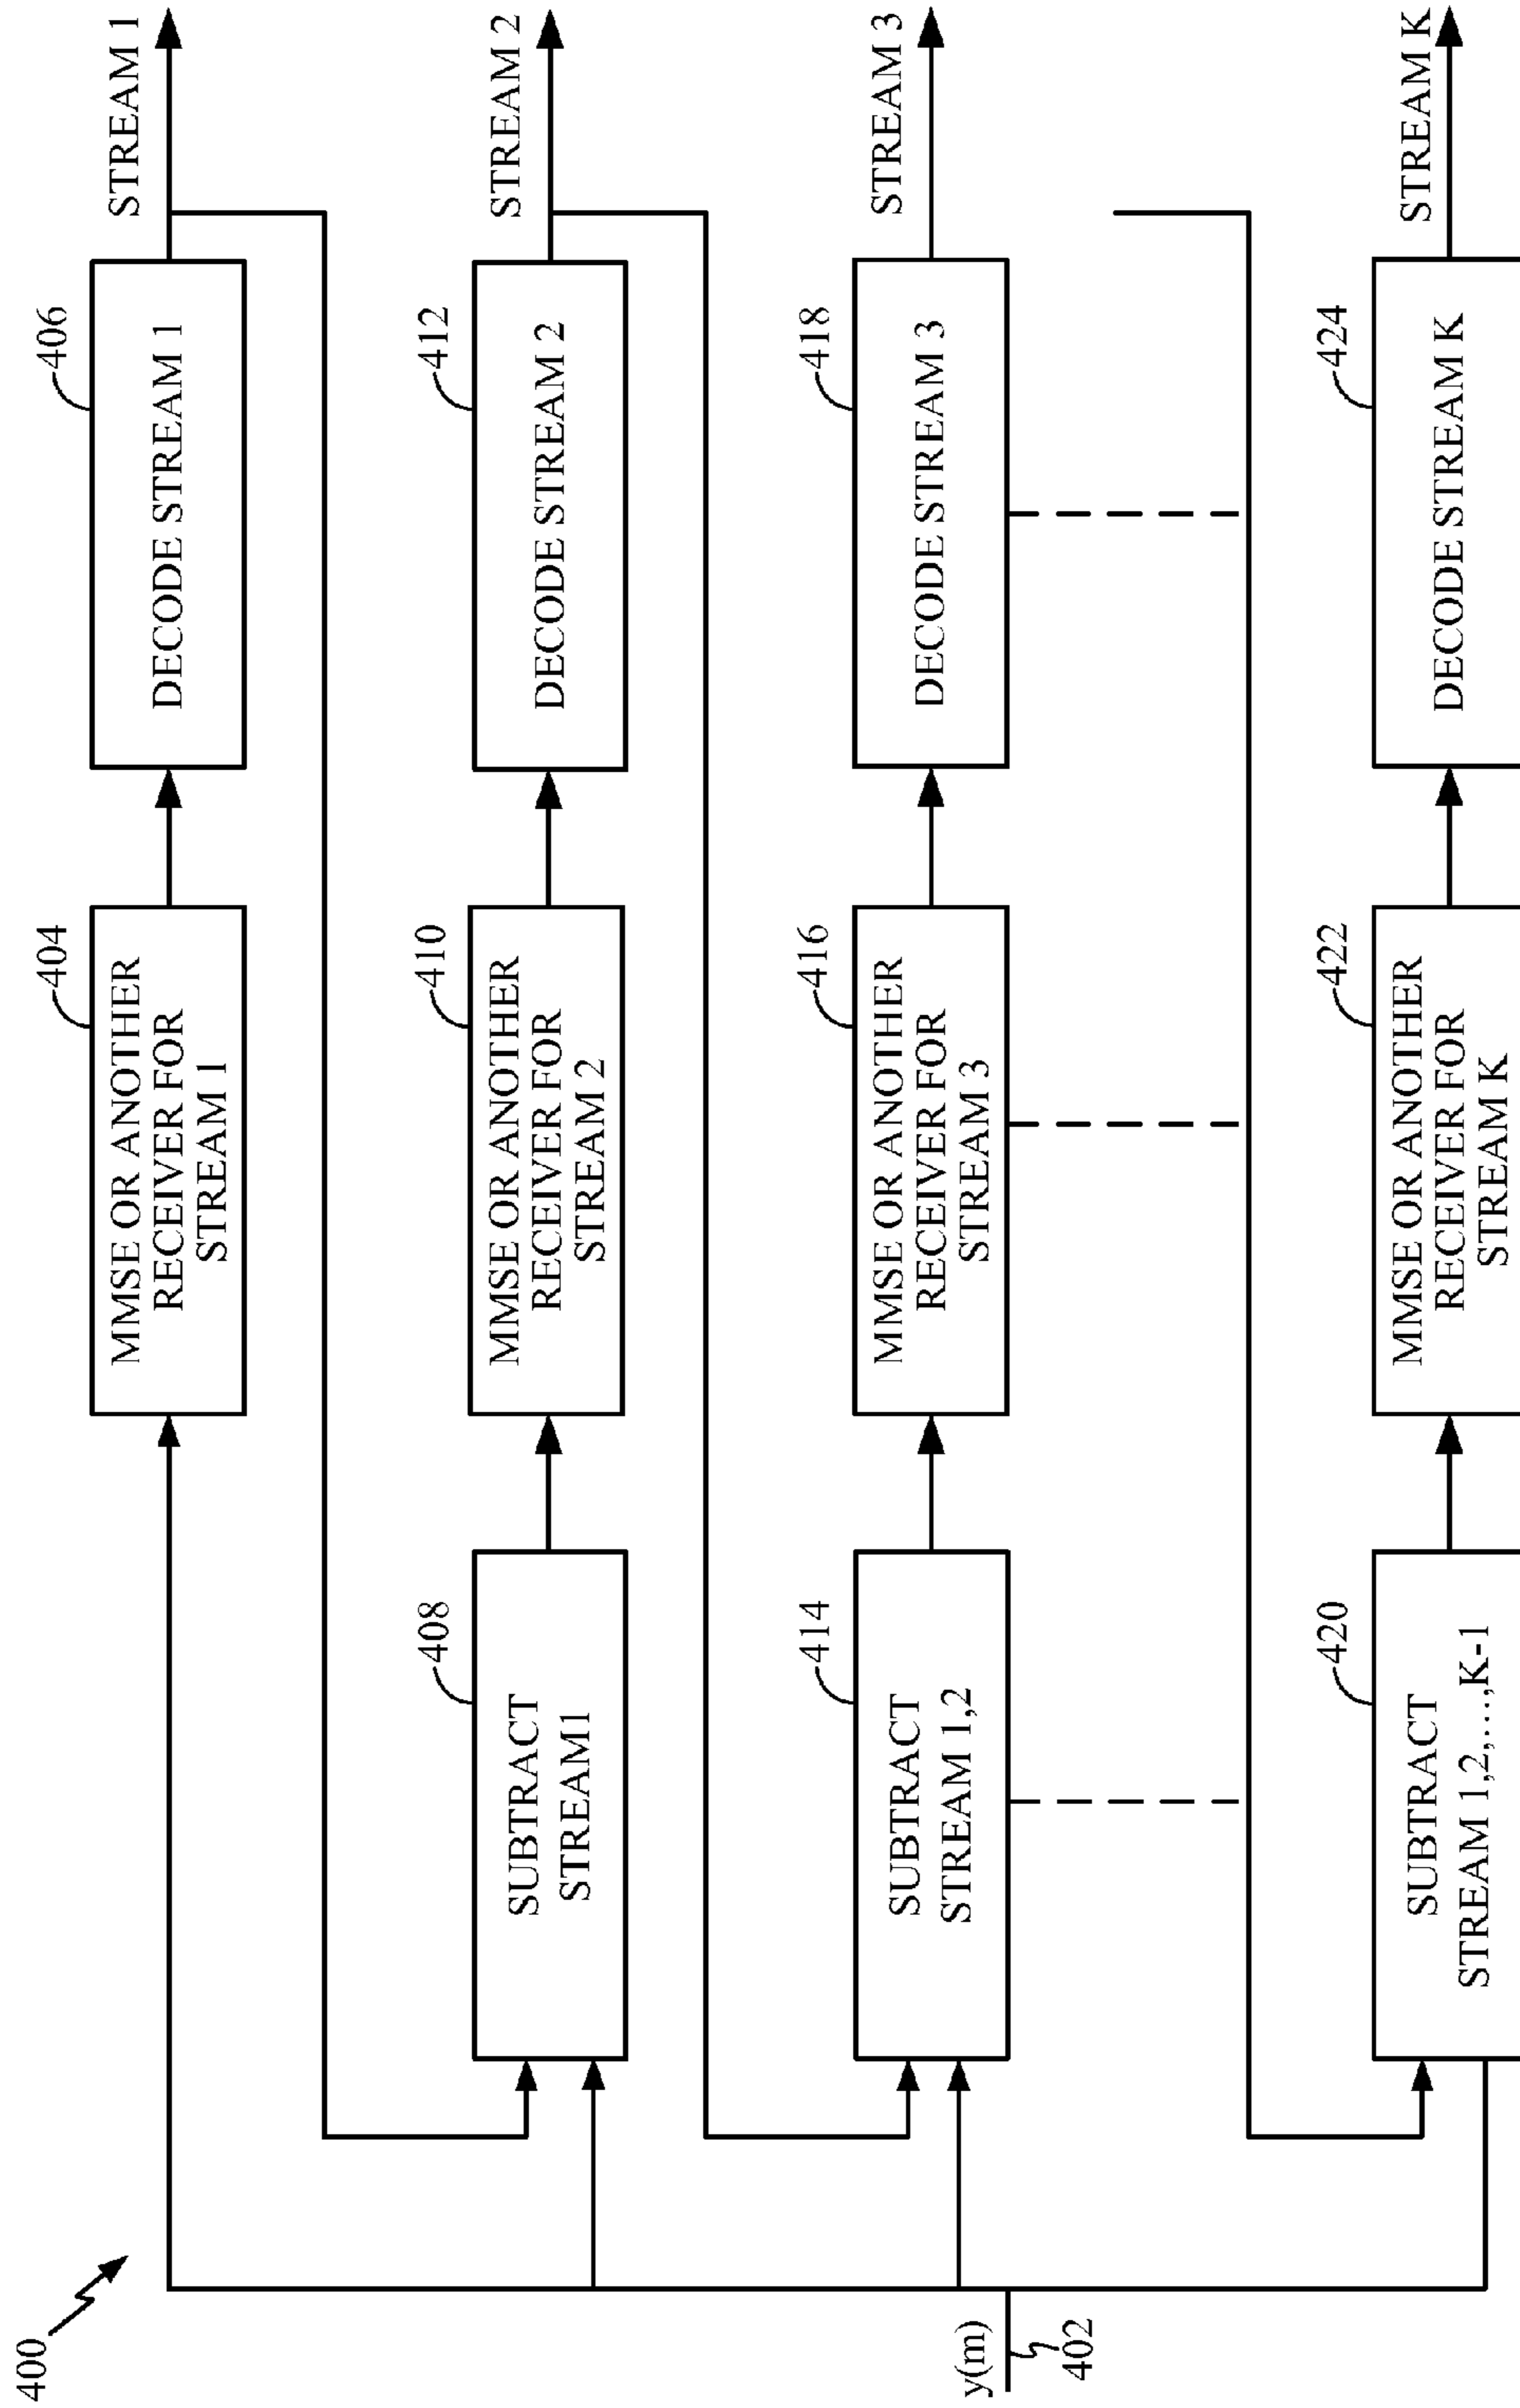 400
y(m)
402
404
MMSE OR ANOTHER
RECEIVER FOR
STREAM 1
406
DECODE STREAM 1
STREAM 1
408
SUBTRACT
STREAM1
410
MMSE OR ANOTHER
RECEIVER FOR
STREAM 2
412
DECODE STREAM 2
STREAM 2
414
SUBTRACT
STREAM 1,2
416
MMSE OR ANOTHER
RECEIVER FOR
STREAM 3
418
DECODE STREAM 3
STREAM 3
420
SUBTRACT
STREAM 1,2,...,K-1
422
MMSE OR ANOTHER
RECEIVER FOR
STREAM K
424
DECODE STREAM K
STREAM K